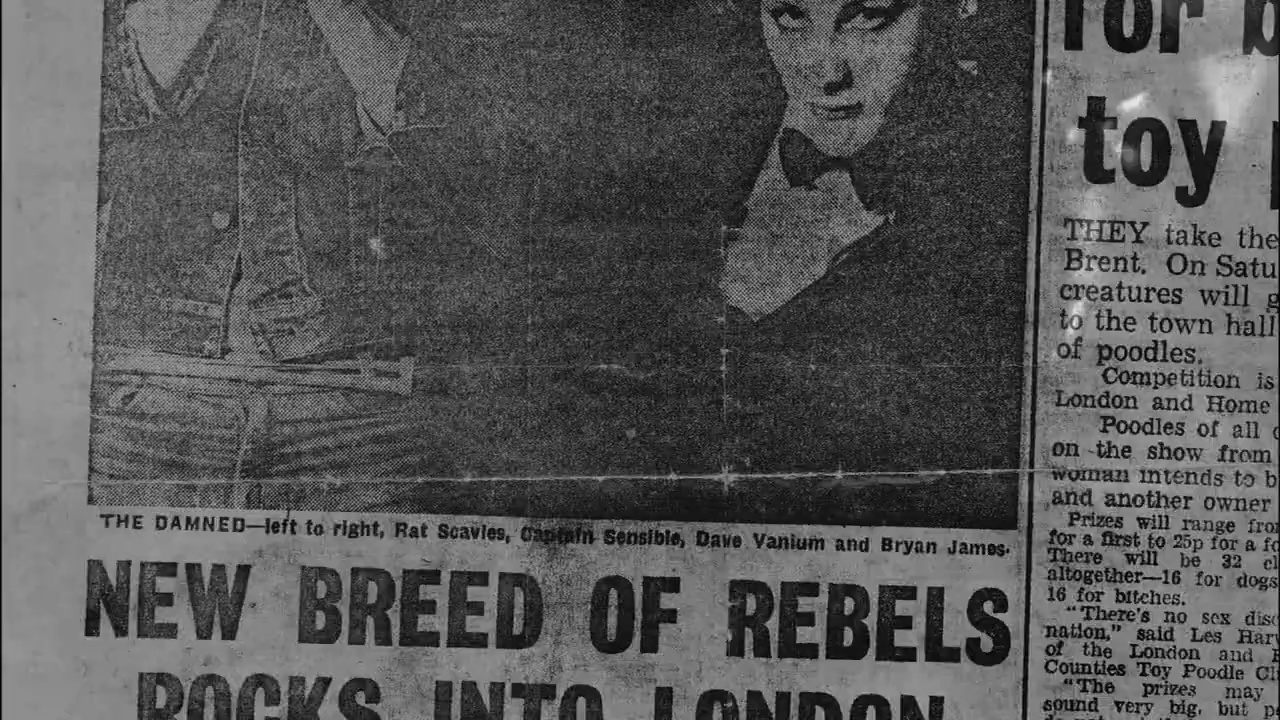 THE DAMNED—left to right, Rat Scavies, Captain Sensible, Dave Vanium and Bryan James.
NEW BREED OF REBELS
ROCKS INTO LONDON
for b
toy
THEY take the
Brent. On Satu
creatures will g
to the town hall
of poodles.
Competition is
London and Home
Poodles of all
on the show from
woman intends to b
and another owner
Prizes will range from
for a first to 25p for a fo
There will be 32 cl
altogether—16 for dogs
16 for bitches.
"There's no sex disc
nation," said Les Har
of the London and
Counties Toy Poodle Cl
"The prizes may
sound very big, but p